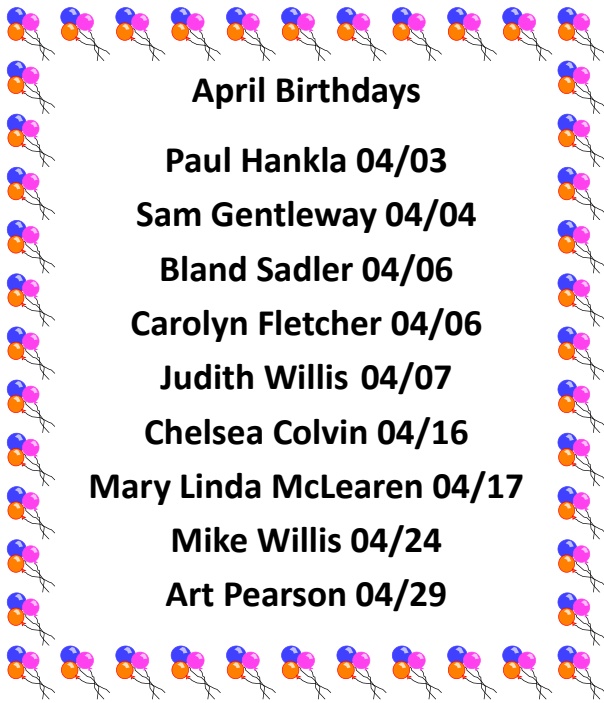 April Birthdays
Paul Hankla 04/03
Sam Gentleway 04/04
Bland Sadler 04/06
Carolyn Fletcher 04/06
Judith Willis 04/07
Chelsea Colvin 04/16
Mary Linda McLearen 04/17
Mike Willis 04/24
Art Pearson 04/29